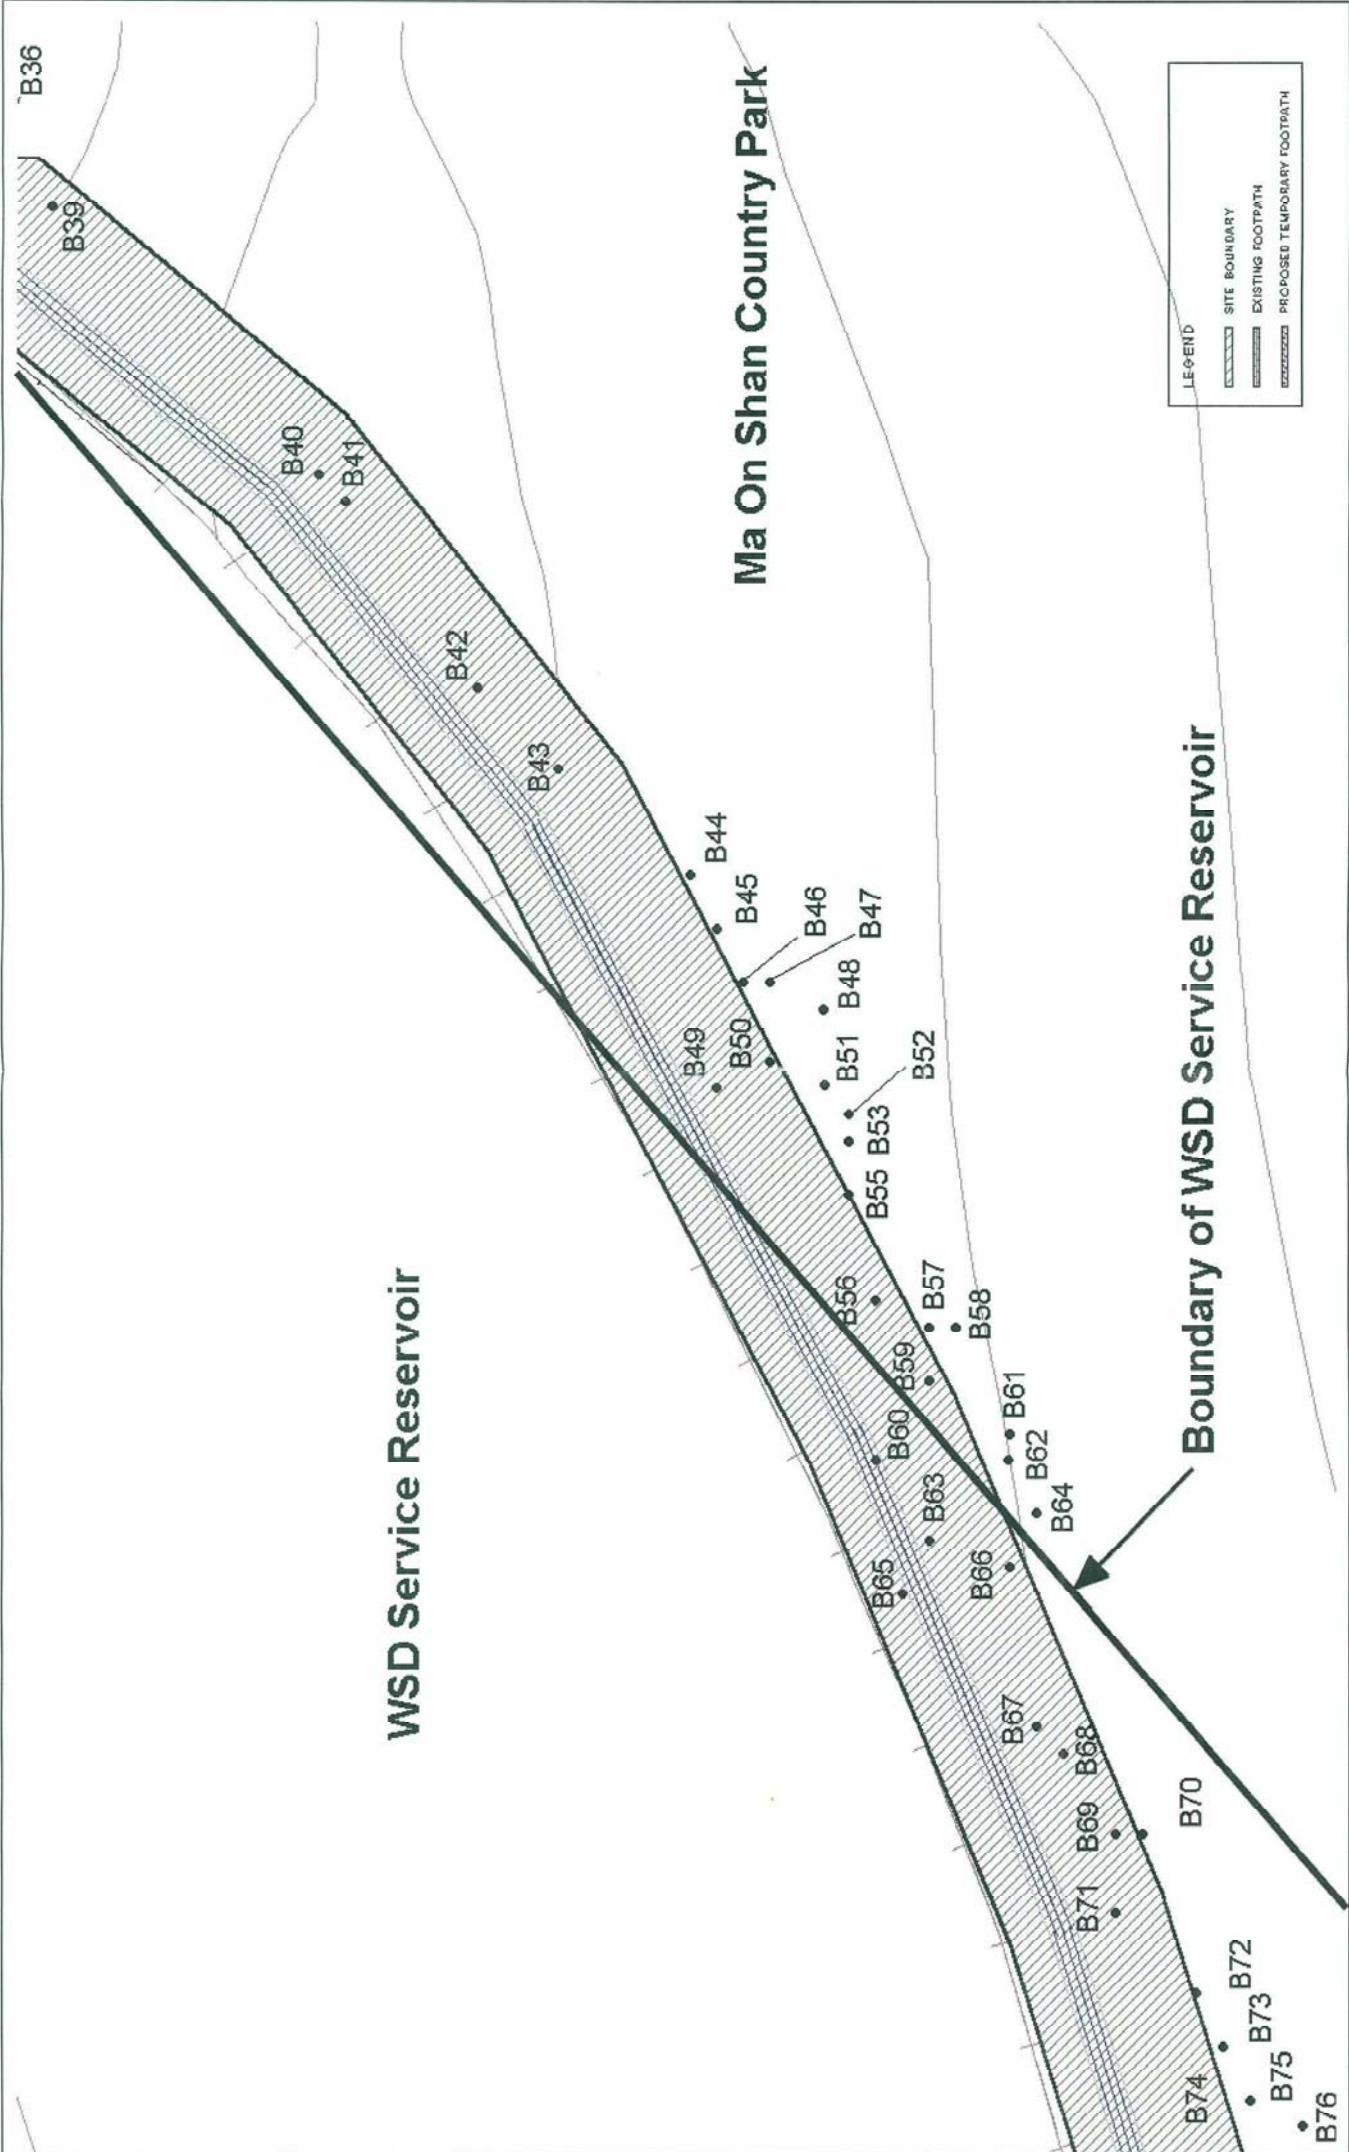 B36
B39
B40
B41
B42
B43
B44
B45
B46
B47
B48
B49
B50
B51
B52
B53
B55
B56
B57
B58
B59
B60
B61
B62
B63
B64
B65
B66
B67
B68
B69
B70
B71
B72
B73
B74
B75
B76
WSD Service Reservoir
Ma On Shan Country Park
Boundary of WSD Service Reservoir
LEGEND
SITE BOUNDARY
EXISTING FOOTPATH
PROPOSED TEMPORARY FOOTPATH